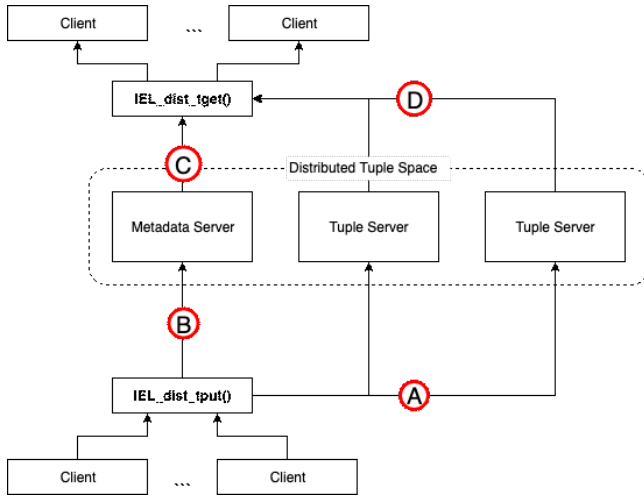 Client
```
Client
IEL_dist_tget()
D
C
Distributed Tuple Space
Metadata Server
Tuple Server
Tuple Server
B
IEL_dist_tput()
A
Client
...
Client